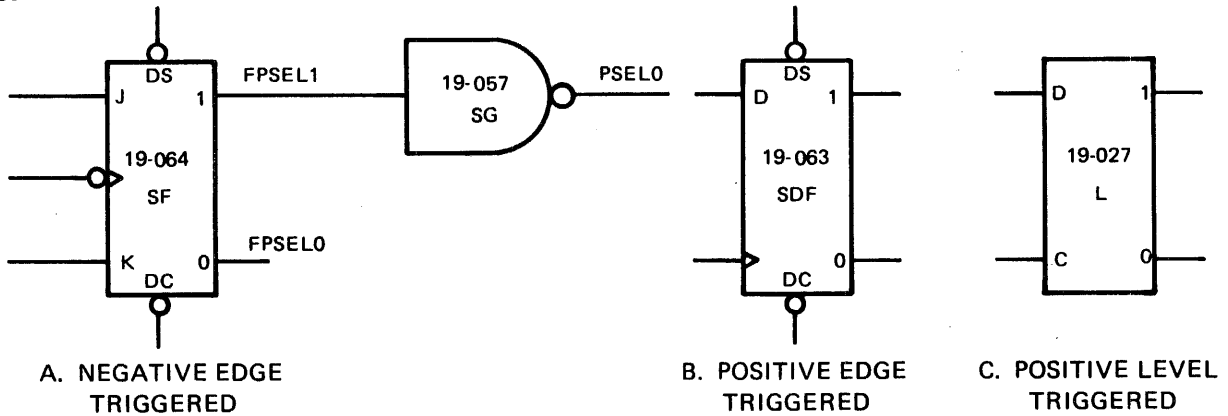 DS
J 1
19-064
SF
K 0
DC
FPSEL1
FPSEL0
19-057
SG
PSEL0
DS
D 1
19-063
SDF
0
DC
D 1
19-027
L
C 0
A. NEGATIVE EDGE
TRIGGERED
B. POSITIVE EDGE
TRIGGERED
C. POSITIVE LEVEL
TRIGGERED